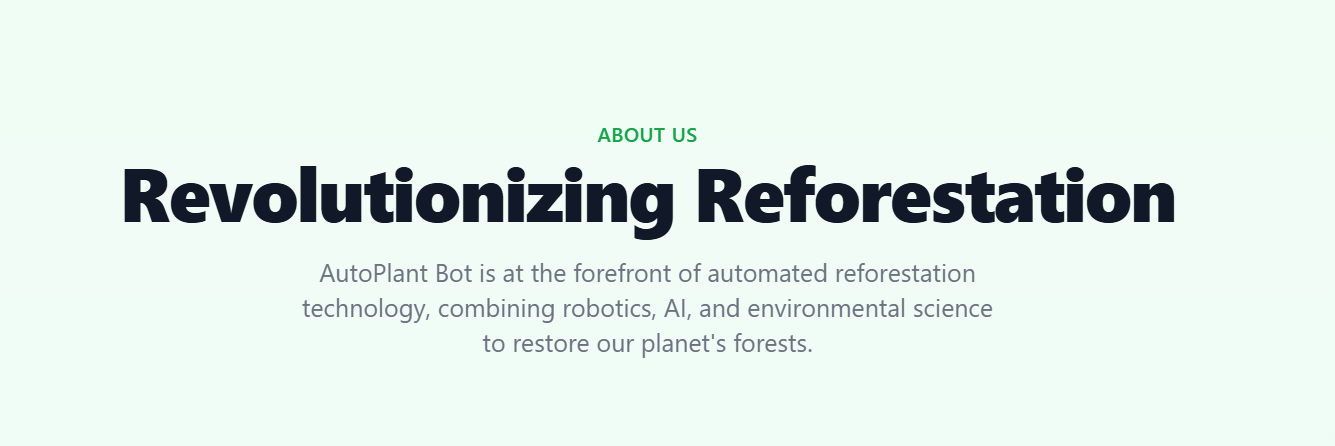 ABOUT US
Revolutionizing Reforestation
AutoPlant Bot is at the forefront of automated reforestation
technology, combining robotics, AI, and environmental science
to restore our planet's forests.